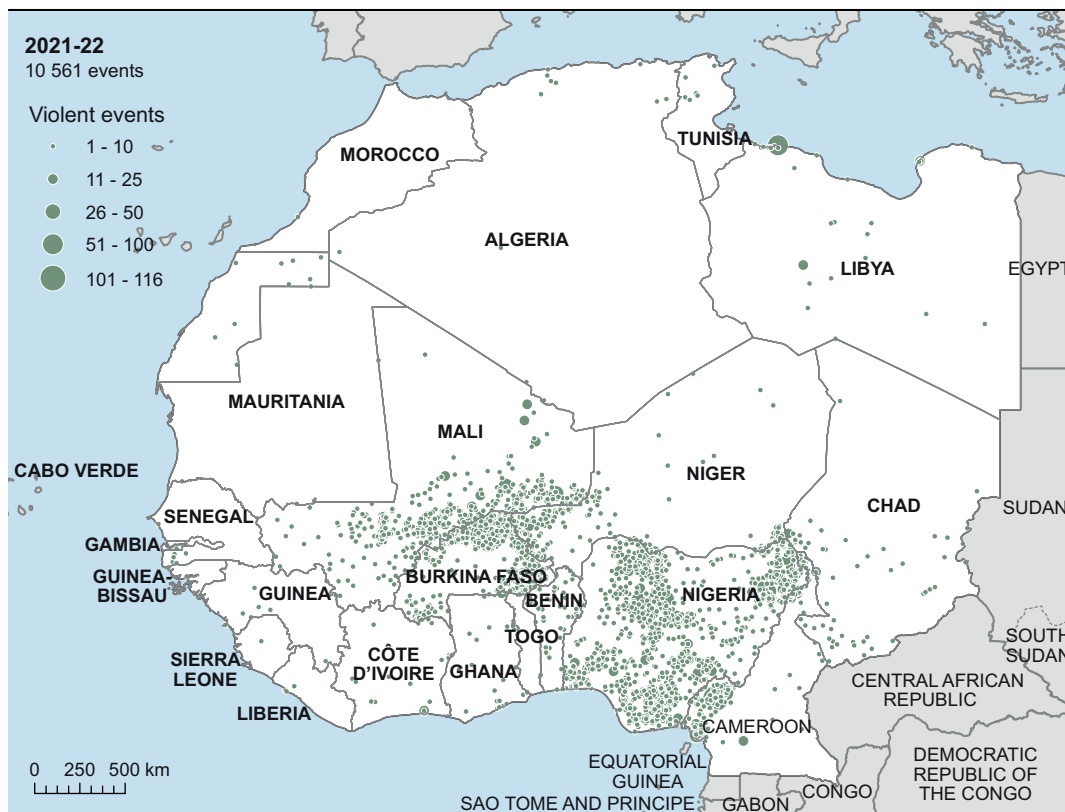 2021-22
10 561 events
Violent events
1 - 10
11 - 25
26 - 50
51 - 100
101 - 116
MOROCCO
TUNISIA
ALGERIA
LIBYA
EGYPT
MAURITANIA
MALI
NIGER
CHAD
SUDAN
CABO VERDE
SENEGAL
GAMBIA
GUINEA-
BISSAU
GUINEA
BURKINA FASO
BENIN
NIGERIA
TOGO
SIERRA
LEONE
CÔTE
D'IVOIRE
GHANA
LIBERIA
SOUTH
SUDAN
CENTRAL AFRICAN
REPUBLIC
CAMEROON
EQUATORIAL
GUINEA
SAO TOME AND PRINCIPE
GABON
CONGO
DEMOCRATIC
REPUBLIC OF
THE CONGO
0 250 500 km